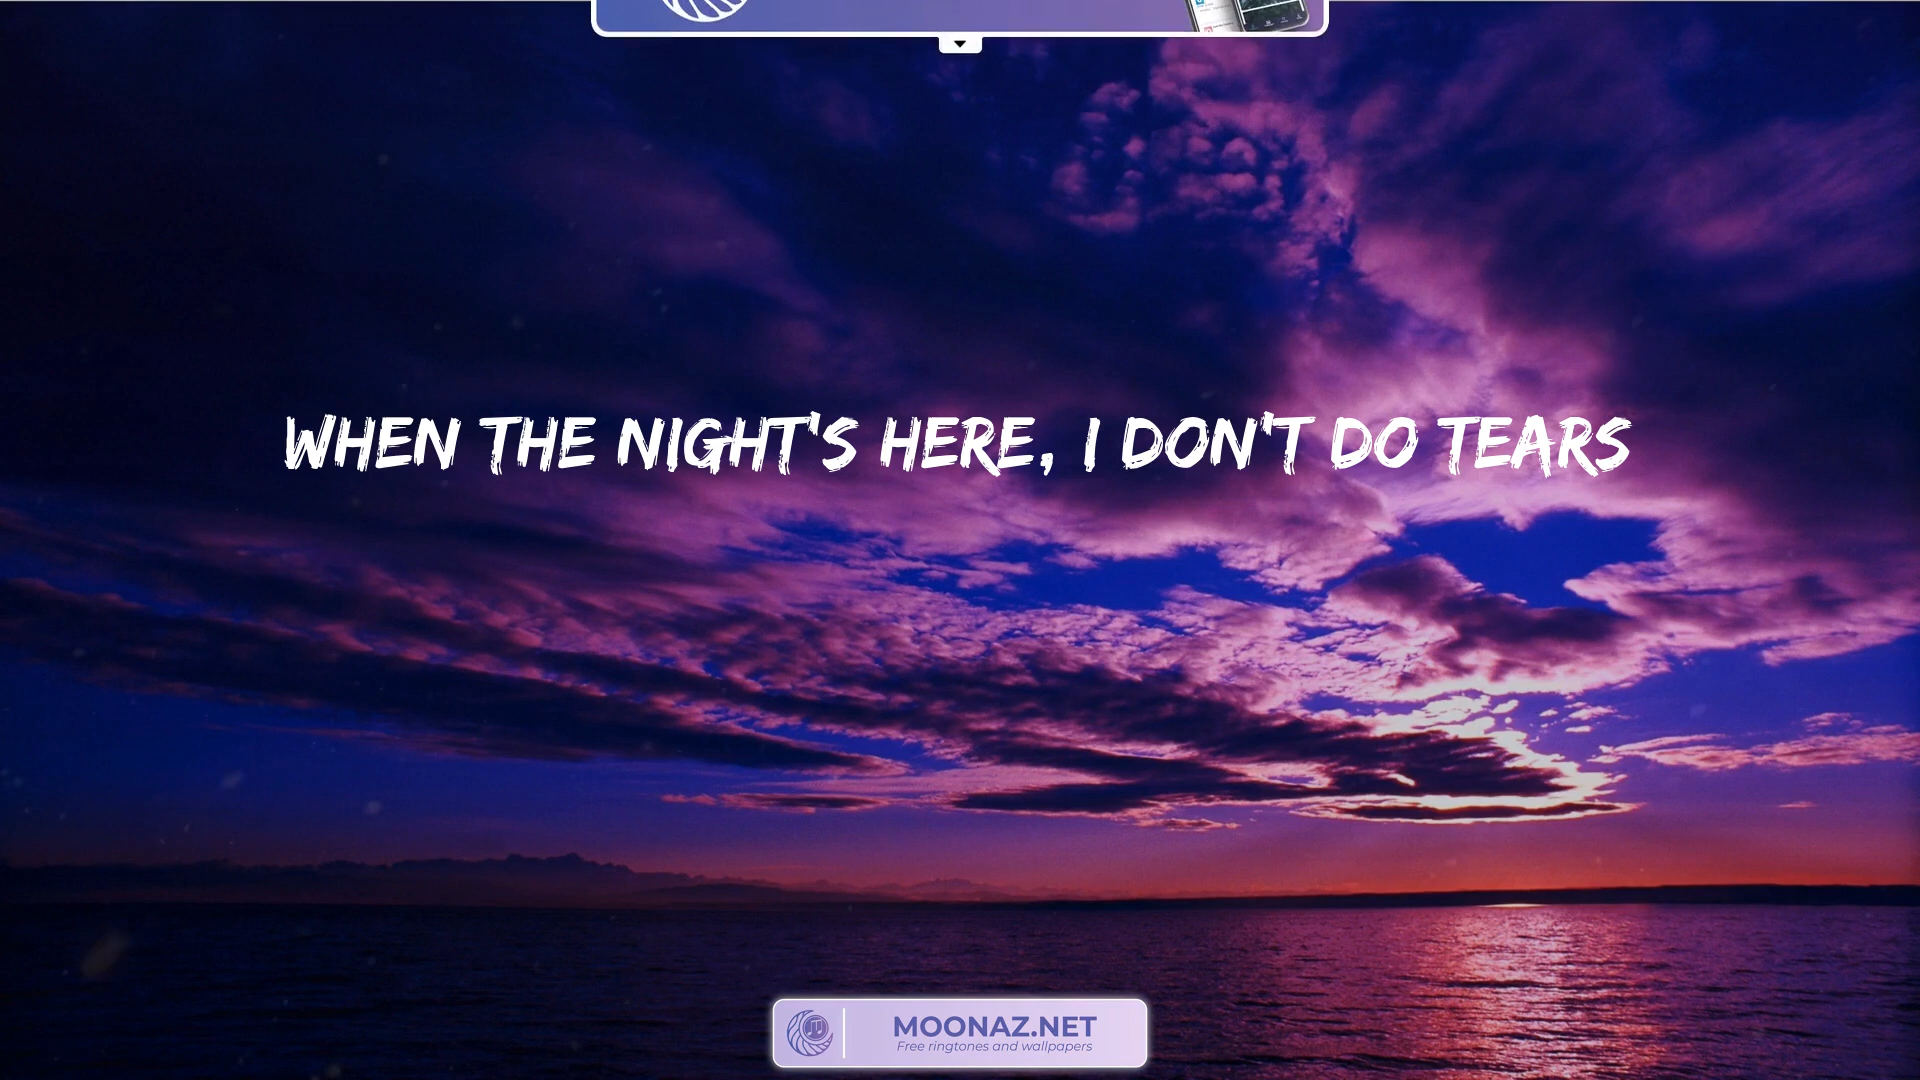 WHEN THE NIGHT'S HERE, I DON'T DO TEARS
MOONAZ.NET
Free ringtones and wallpapers